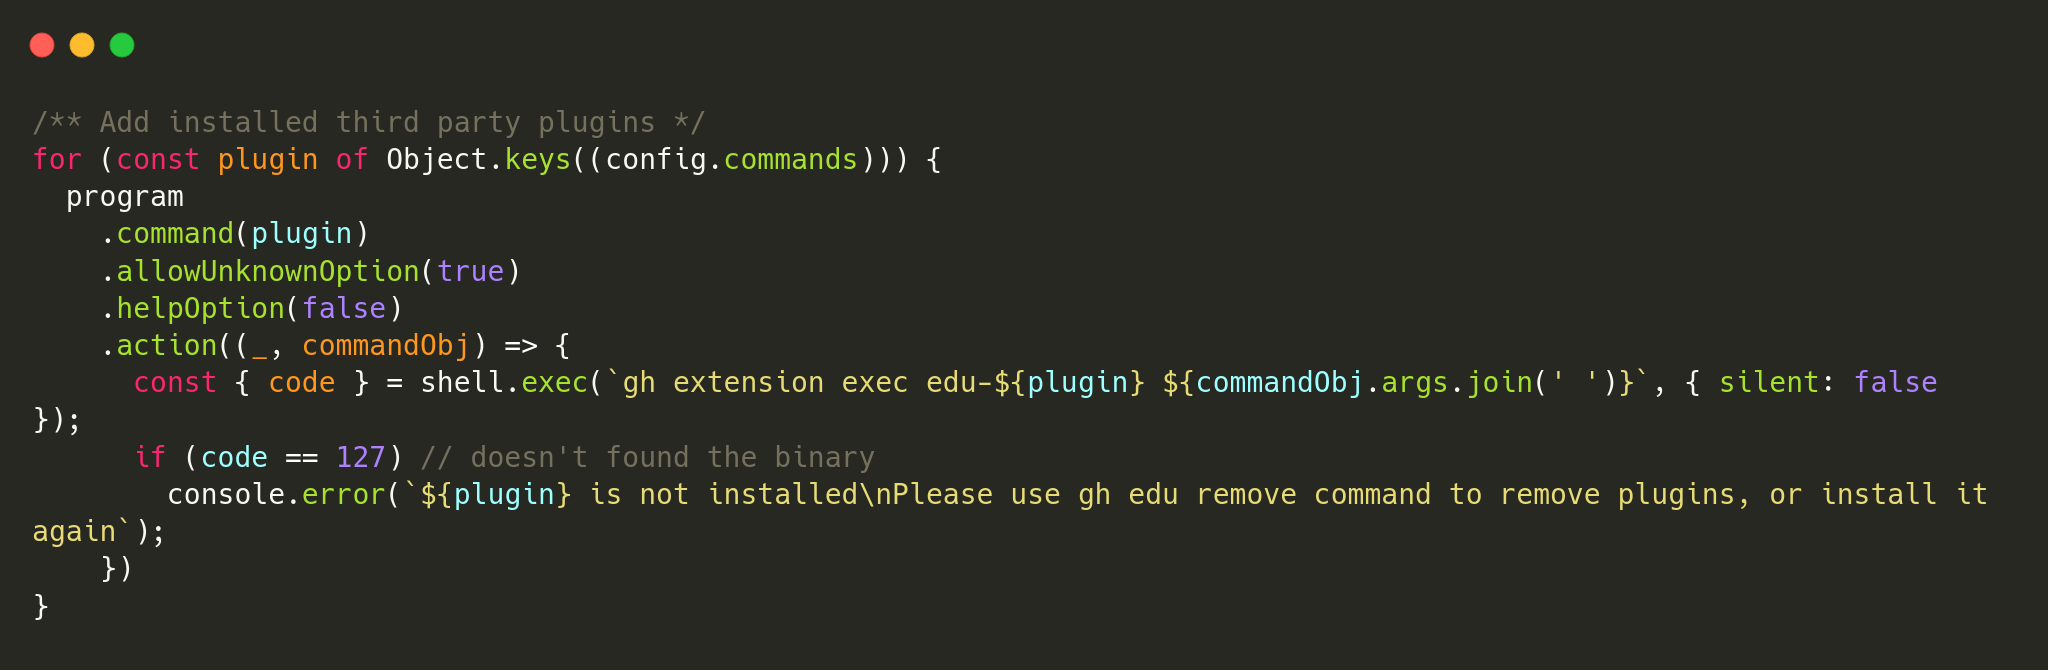 /** Add installed third party plugins */
for (const plugin of Object.keys((config.commands))) {
  program
    .command(plugin)
    .allowUnknownOption(true)
    .helpOption(false)
    .action((_, commandObj) => {
      const { code } = shell.exec(`gh extension exec edu-${plugin} ${commandObj.args.join(' ')}`, { silent: false
});
      if (code == 127) // doesn't found the binary
        console.error(`${plugin} is not installed\nPlease use gh edu remove command to remove plugins, or install it
again`);
    })
}